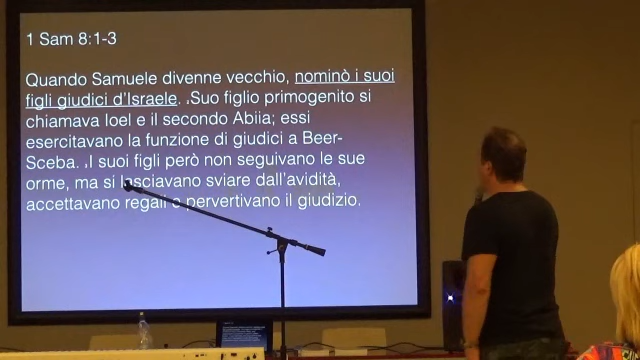 1 Sam 8:1-3
Quando Samuele divenne vecchio, nominò i suoi
figli giudici d'Israele. Suo figlio primogenito si
chiamava Ioel e il secondo Abiia; essi
esercitavano la funzione di giudici a Beer-
Sceba. I suoi figli però non seguivano le sue
orme, ma si lasciavano sviare dall'avidità,
accettavano regali e pervertivano il giudizio.